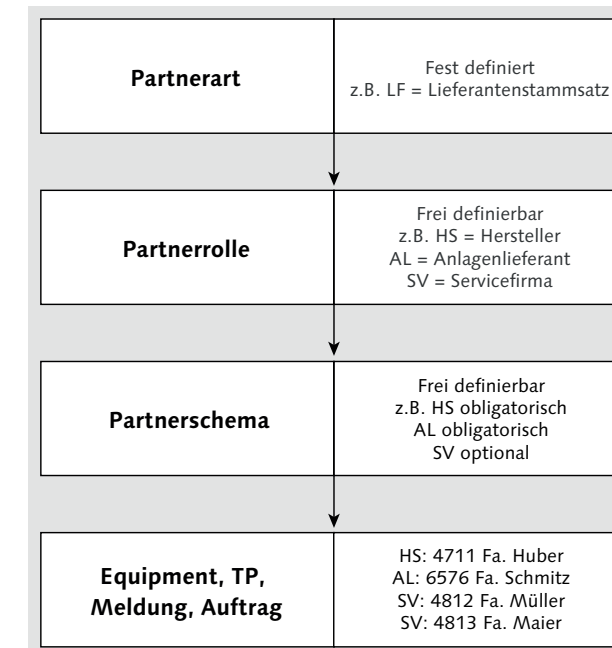 Partnerart
Fest definiert
z.B. LF = Lieferantenstammsatz
Partnerrolle
Frei definierbar
z.B. HS = Hersteller
AL = Anlagenlieferant
SV = Servicefirma
Partnerschema
Frei definierbar
z.B. HS obligatorisch
AL obligatorisch
SV optional
Equipment, TP,
Meldung, Auftrag
HS: 4711 Fa. Huber
AL: 6576 Fa. Schmitz
SV: 4812 Fa. Müller
SV: 4813 Fa. Maier